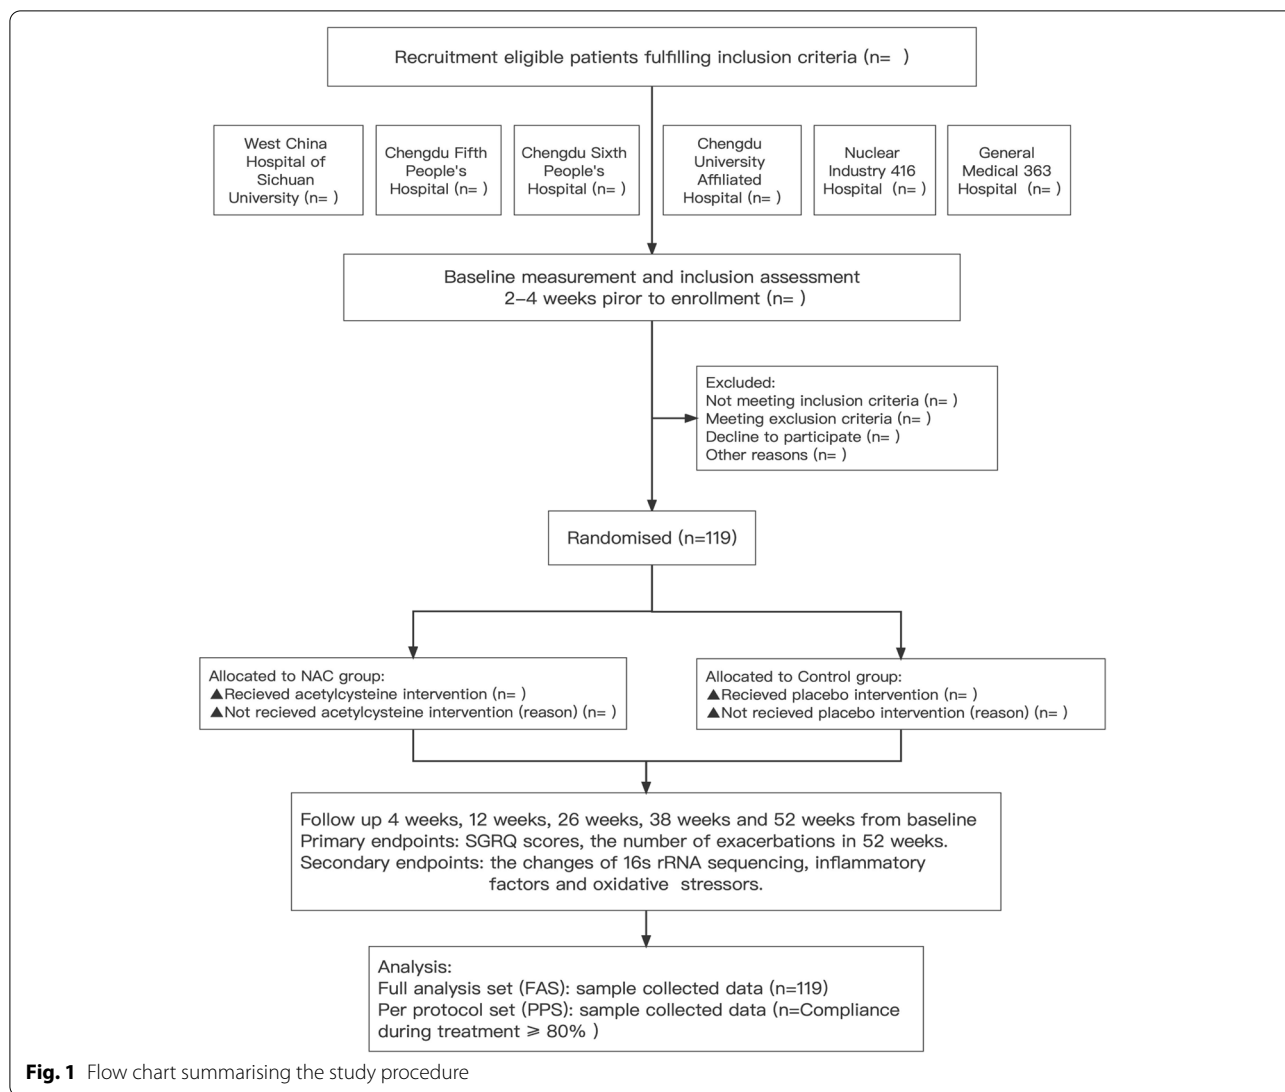 Recruitment eligible patients fulfilling inclusion criteria (n=  )
West China
Hospital of
Sichuan
University (n= )
Chengdu Fifth
People's
Hospital (n= )
Chengdu Sixth
People's
Hospital (n= )
Chengdu
University
Affiliated
Hospital (n= )
Nuclear
Industry 416
Hospital  (n= )
General
Medical 363
Hospital  (n= )
Baseline measurement and inclusion assessment
2–4 weeks piror to enrollment (n= )
Excluded:
Not meeting inclusion criteria (n= )
Meeting exclusion criteria (n= )
Decline to participate (n= )
Other reasons (n= )
Randomised (n=119)
Allocated to NAC group:
▲Recieved acetylcysteine intervention (n= )
▲Not recieved acetylcysteine intervention (reason) (n= )
Allocated to Control group:
▲Recieved placebo intervention (n= )
▲Not recieved placebo intervention (reason) (n= )
Follow up 4 weeks, 12 weeks, 26 weeks, 38 weeks and 52 weeks from baseline
Primary endpoints: SGRQ scores, the number of exacerbations in 52 weeks.
Secondary endpoints: the changes of 16s rRNA sequencing, inflammatory
factors and oxidative  stressors.
Analysis:
Full analysis set (FAS): sample collected data (n=119)
Per protocol set (PPS): sample collected data (n=Compliance
during treatment ⩾ 80% )
Fig. 1 Flow chart summarising the study procedure